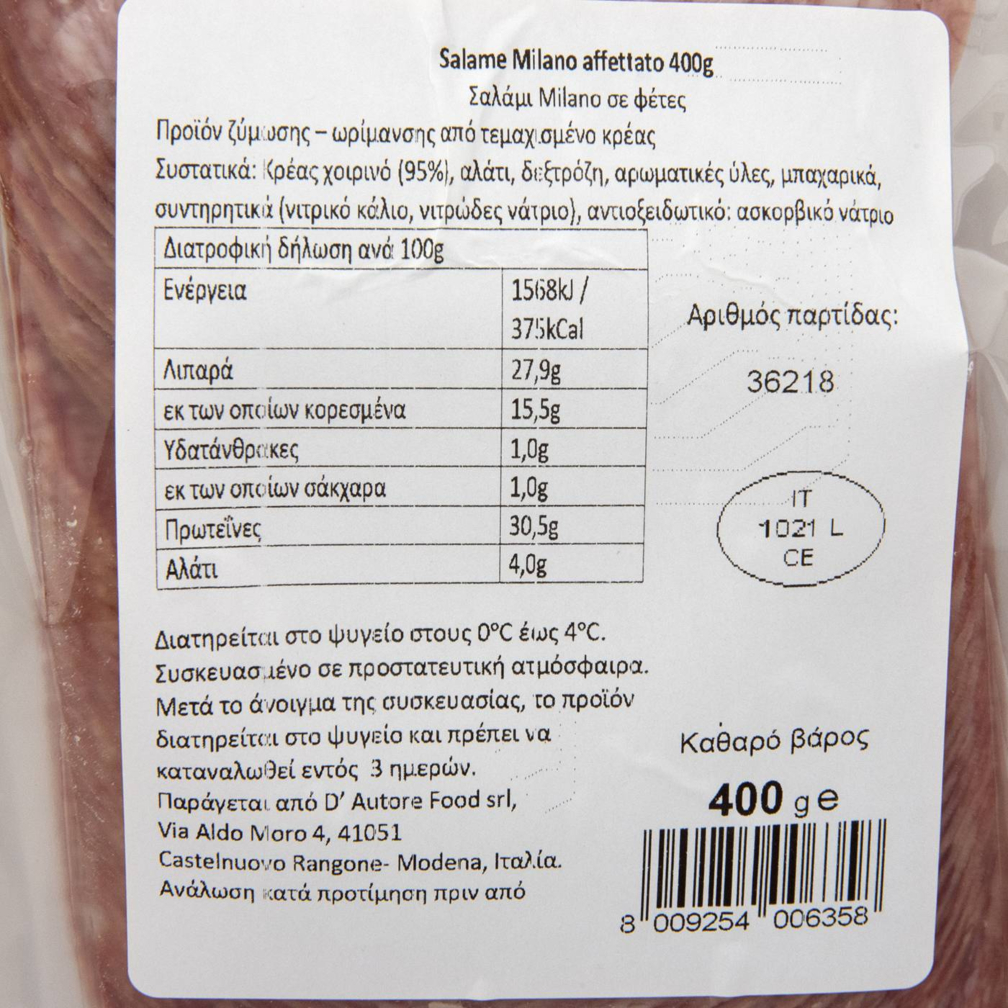 Salame Milano affettato 400g
Σαλάμι Milano σε φέτες
Προϊόν ζύμωσης – ωρίμανσης από τεμαχισμένο κρέας
Συστατικά: Κρέας χοιρινό (95%), αλάτι, δεξτρόζη, αρωματικές ύλες, μπαχαρικά,
συντηρητικά (νιτρικό κάλιο, νιτρώδες νάτριο), αντιοξειδωτικό: ασκορβικό νάτριο
Διατροφική δήλωση ανά 100g
Ενέργεια 1568kJ /
375kCal
Λιπαρά 27,9g
εκ των οποίων κορεσμένα 15,5g
Υδατάνθρακες 1,0g
εκ των οποίων σάκχαρα 1,0g
Πρωτεΐνες 30,5g
Αλάτι 4,0g
Αριθμός παρτίδας:
36218
IT
1021 L
CE
Διατηρείται στο ψυγείο στους 0°C έως 4°C.
Συσκευασμένο σε προστατευτική ατμόσφαιρα.
Μετά το άνοιγμα της συσκευασίας, το προϊόν
διατηρείται στο ψυγείο και πρέπει να
καταναλωθεί εντός 3 ημερών.
Παράγεται από D' Autore Food srl,
Via Aldo Moro 4, 41051
Castelnuovo Rangone- Modena, Ιταλία.
Ανάλωση κατά προτίμηση πριν από
Καθαρό βάρος
400 g e
8 009254 006358